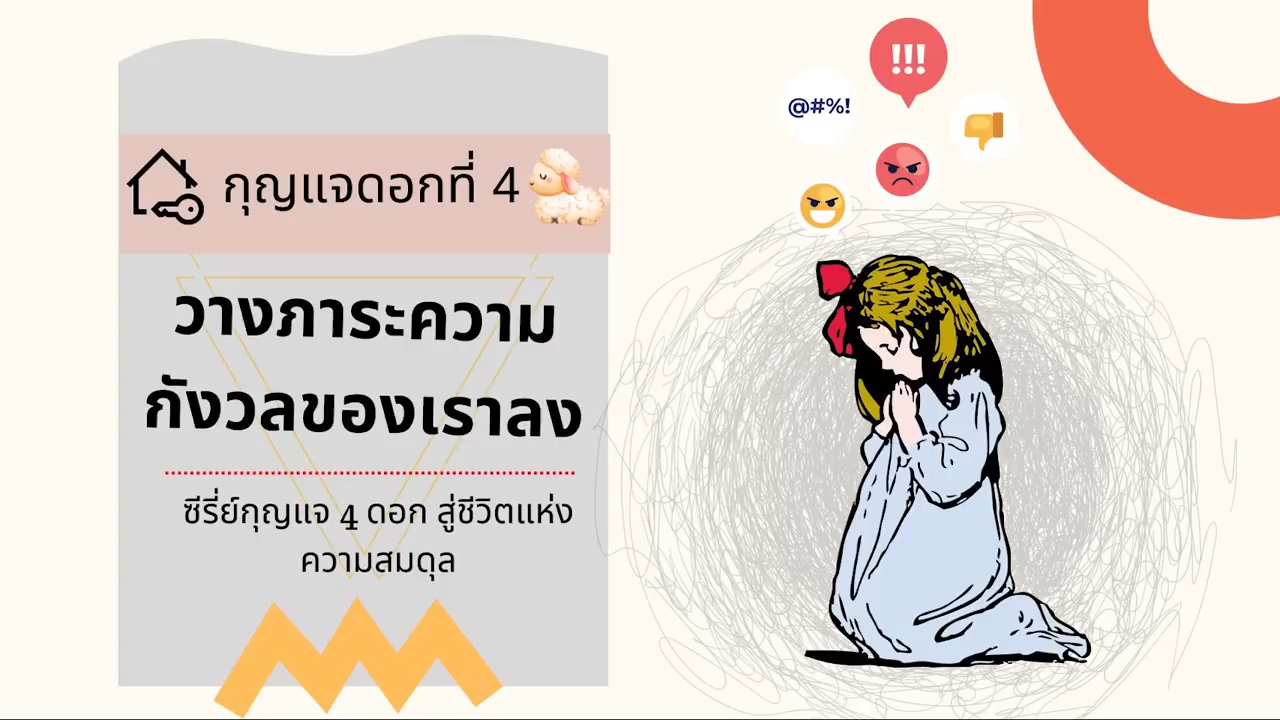 !!!
@#%!
กุญแจดอกที่ 4
วางภาระความ
กังวลของเราลง
ซีรี่ย์กุญแจ 4 ดอก สู่ชีวิตแห่ง
ความสมดุล